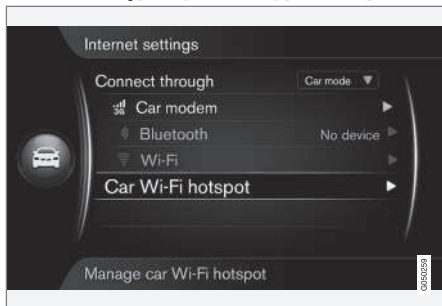 Internet settings
Connect through Car mode
3G Car modem
Bluetooth No device
Wi-Fi
Car Wi-Fi hotspot
Manage car Wi-Fi hotspot
G050259